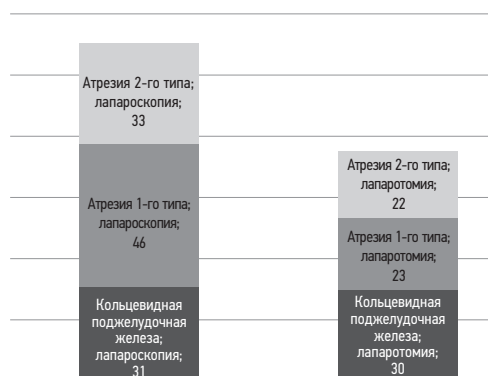 Атрезия 2-го типа;
лапароскопия;
33
Атрезия 1-го типа;
лапароскопия;
46
Кольцевидная
поджелудочная
железа;
лапароскопия;
31
Атрезия 2-го типа;
лапаротомия;
22
Атрезия 1-го типа;
лапаротомия;
23
Кольцевидная
поджелудочная
железа;
лапаротомия;
30